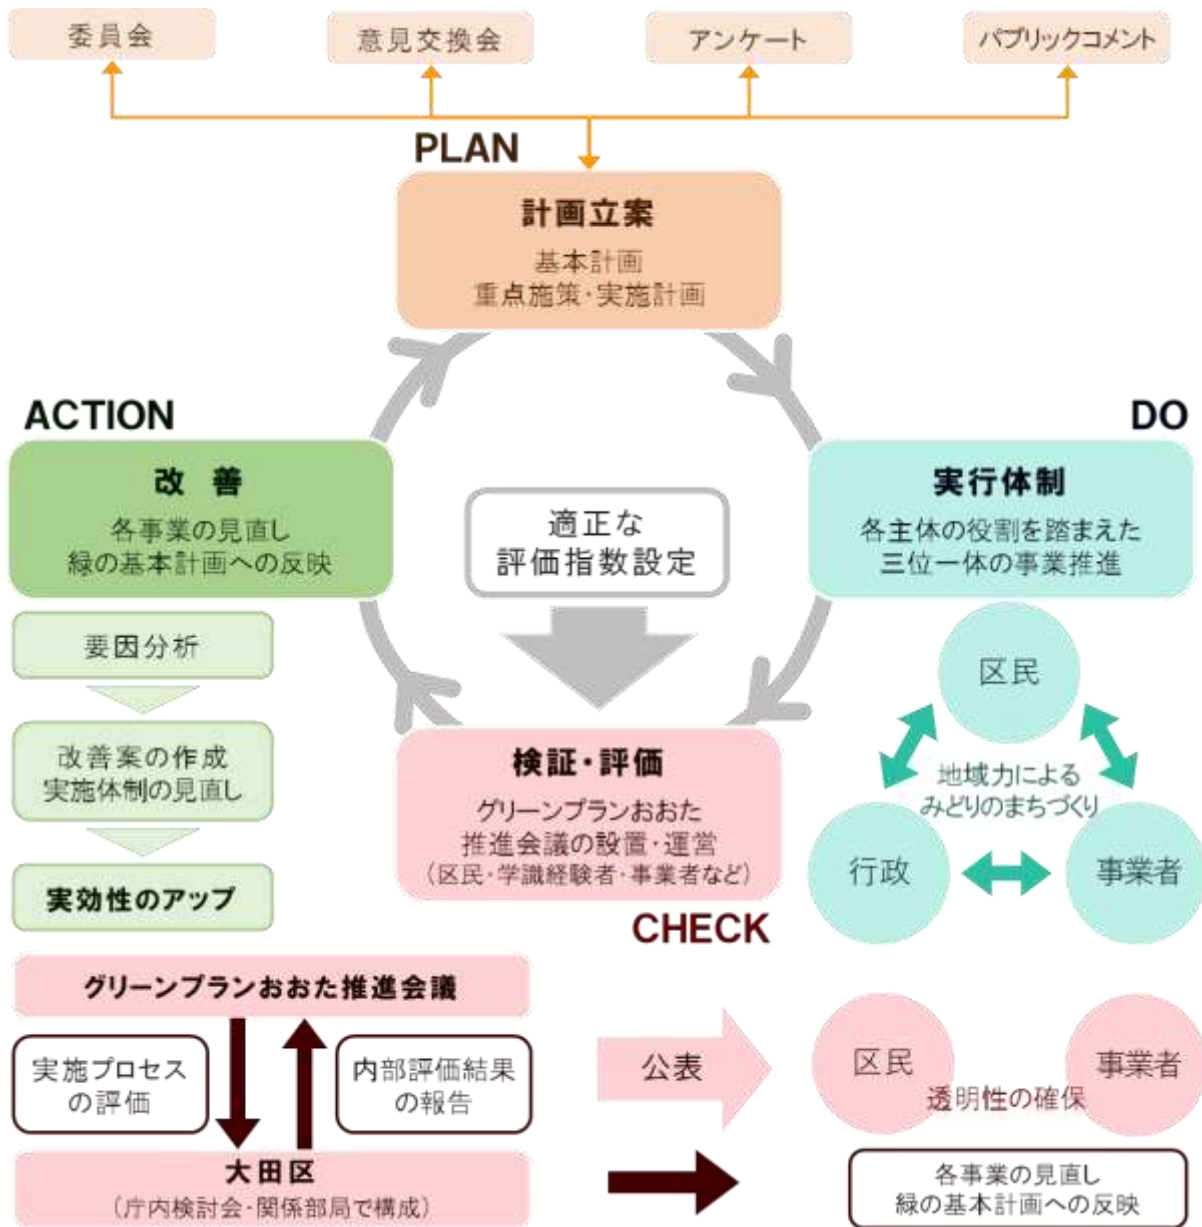 委員会
意見交換会
アンケート
パブリックコメント
PLAN
計画立案
基本計画
重点施策・実施計画
ACTION
改 善
各事業の見直し
緑の基本計画への反映
DO
実行体制
各主体の役割を踏まえた
三位一体の事業推進
適正な
評価指数設定
要因分析
改善案の作成
実施体制の見直し
実効性のアップ
検証・評価
グリーンプランおおた
推進会議の設置・運営
(区民・学識経験者・事業者など)
CHECK
区民
地域力による
みどりのまちづくり
行政
事業者
グリーンプランおおた推進会議
実施プロセス
の評価
内部評価結果
の報告
大田区
(庁内検討会・関係部局で構成)
公表
区民
事業者
透明性の確保
各事業の見直し
緑の基本計画への反映